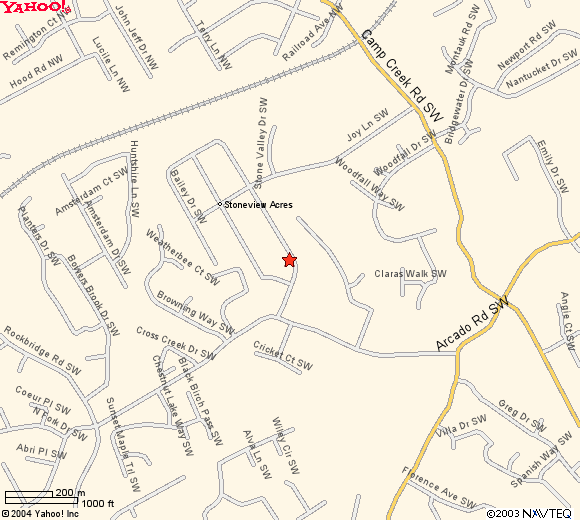 YAHOO!
Remington Ct NW
John Jeff Dr NW
Lucile Ln NW
Hood Rd NW
Terry Ln NW
Railroad Ave NW
Camp Creek Rd SW
Montauk Rd SW
Newport Rd SW
Nantucket Dr SW
Bridgewater Dr SW
Joy Ln SW
Woodfall Dr SW
Woodfall Way SW
Emily Dr SW
Stone Valley Dr SW
Huntshire Ln SW
Amsterdam Ct SW
Bailey Dr SW
Stoneview Acres
Planters Dr SW
Amsterdam Dr SW
Weatherbee Ct SW
Bowers Brook Dr SW
Claras Walk SW
Browning Way SW
Arcado Rd SW
Angie Ct SW
Rockbridge Rd SW
Cross Creek Dr SW
Cricket Ct SW
Black Birch Pass SW
Chestnut Lake Way SW
Coeur Pl SW
N Fork Dr SW
Sunset Maple Trl SW
Abri Pl SW
Alva Ln SW
Wiley Cir SW
Greg Dr SW
Villa Dr SW
Spanish Way SW
Florence Ave SW
200 m
1000 ft
©2004 Yahoo! Inc
©2003 NAVTEQ